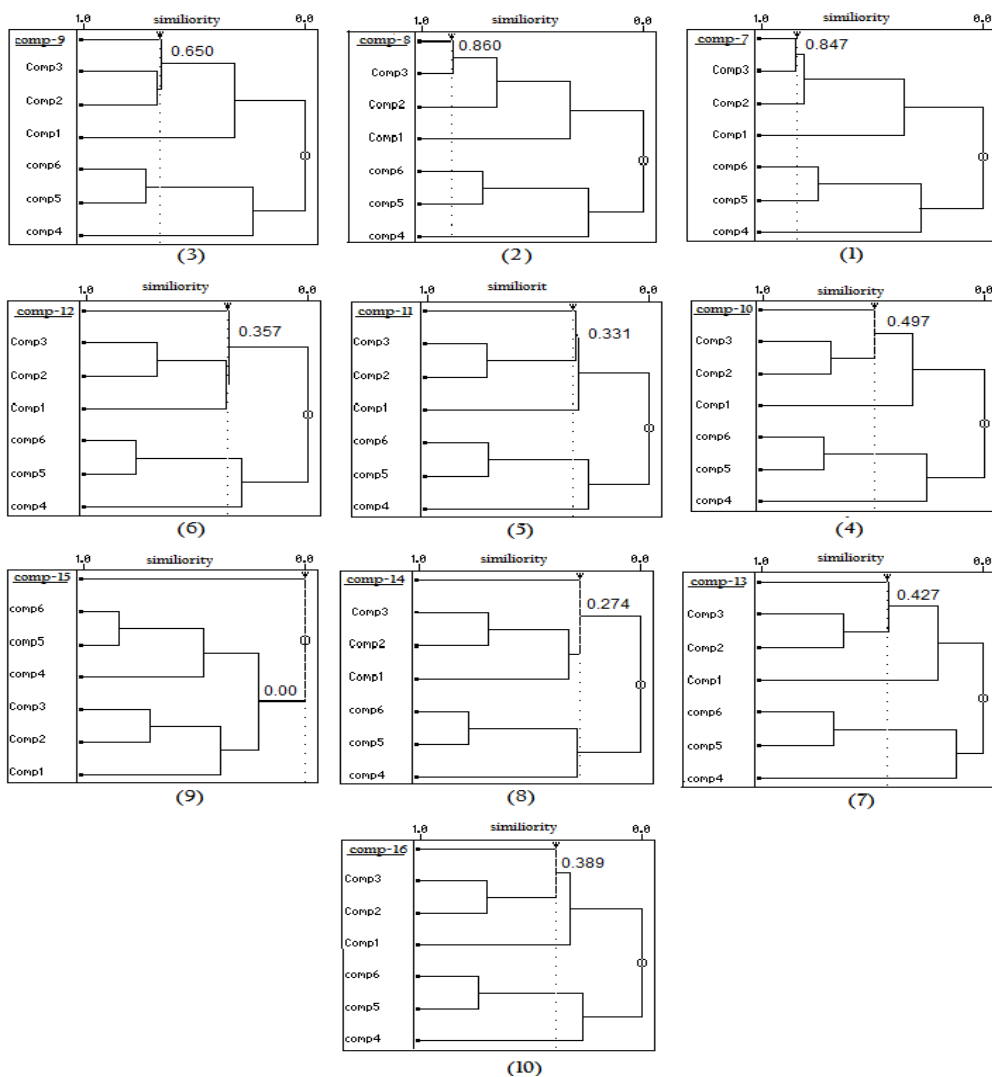 similiority
1.0 0.0
comp-9
0.650
Comp3
Comp2
Comp1
comp6
comp5
comp4
(3)
similiority
1.0 0.0
comp-8
0.860
Comp3
Comp2
Comp1
comp6
comp5
comp4
(2)
similiority
1.0 0.0
comp-7
0.847
Comp3
Comp2
Comp1
comp6
comp5
comp4
(1)
1.0 similiority 0.0
comp-12
0.357
Comp3
Comp2
Comp1
comp6
comp5
comp4
(6)
1.0 similiorit 0.0
comp-11
0.331
Comp3
Comp2
Comp1
comp6
comp5
comp4
(5)
1.0 similiority 0.0
comp-10
0.497
Comp3
Comp2
Comp1
comp6
comp5
comp4
(4)
1.0 similiority 0.0
comp-15
comp6
comp5
comp4
0.00
Comp3
Comp2
Comp1
(9)
1.0 similiority 0.0
comp-14
0.274
Comp3
Comp2
Comp1
comp6
comp5
comp4
(8)
1.0 similiority 0.0
comp-13
0.427
Comp3
Comp2
Comp1
comp6
comp5
comp4
(7)
similiority
1.0 0.0
comp-16
0.389
Comp3
Comp2
Comp1
comp6
comp5
comp4
(10)